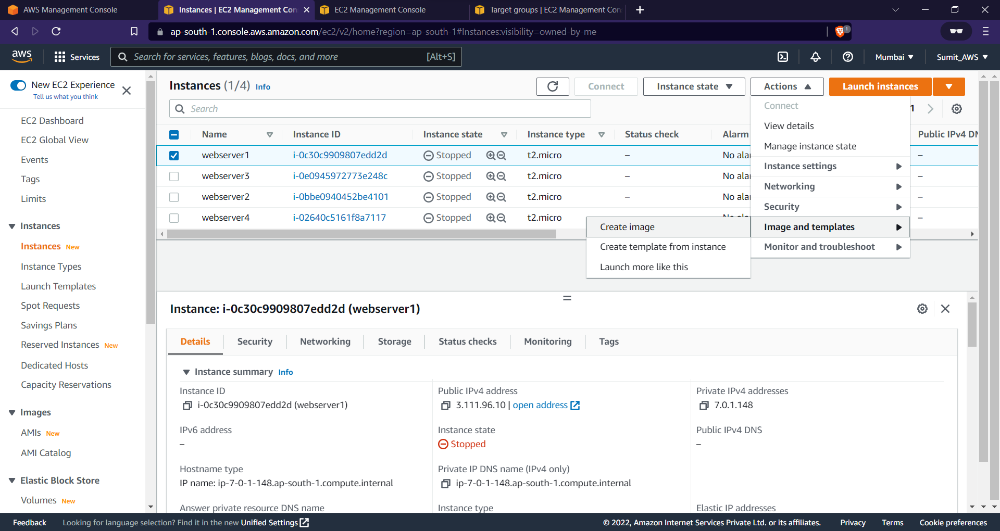 AWS Management Console
Instances | EC2 Management Con
EC2 Management Console
Target groups | EC2 Management Con
ap-south-1.console.aws.amazon.com/ec2/v2/home?region=ap-south-1#Instances:visibility=owned-by-me
1
aws
Services
Search for services, features, blogs, docs, and more
[Alt+S]
Mumbai
Sumit_AWS
New EC2 Experience
Tell us what you think
EC2 Dashboard
EC2 Global View
Events
Tags
Limits
Instances
Instances New
Instance Types
Launch Templates
Spot Requests
Savings Plans
Reserved Instances New
Dedicated Hosts
Capacity Reservations
Images
AMIs New
AMI Catalog
Elastic Block Store
Volumes New
Instances (1/4) Info
Connect
Instance state
Actions
Launch instances
Search
1
Name Instance ID Instance state Instance type Status check Alarm Public IPv4 DN
webserver1 i-0c30c9909807edd2d Stopped t2.micro – No ala –
webserver3 i-0e0945972773e248c Stopped t2.micro – No ala –
webserver2 i-0bbe0940452be4101 Stopped t2.micro – No ala –
webserver4 i-02640c5161f8a7117 Stopped t2.micro –
Connect
View details
Manage instance state
Instance settings
Networking
Security
Image and templates
Monitor and troubleshoot
Create image
Create template from instance
Launch more like this
Instance: i-0c30c9909807edd2d (webserver1)
Details Security Networking Storage Status checks Monitoring Tags
Instance summary Info
Instance ID
i-0c30c9909807edd2d (webserver1)
Public IPv4 address
3.111.96.10 | open address
Private IPv4 addresses
7.0.1.148
IPv6 address
–
Instance state
Stopped
Public IPv4 DNS
–
Hostname type
IP name: ip-7-0-1-148.ap-south-1.compute.internal
Private IP DNS name (IPv4 only)
ip-7-0-1-148.ap-south-1.compute.internal
Answer private resource DNS name
Instance type
Elastic IP addresses
Feedback
Looking for language selection? Find it in the new Unified Settings
© 2022, Amazon Internet Services Private Ltd. or its affiliates.
Privacy
Terms
Cookie preferences